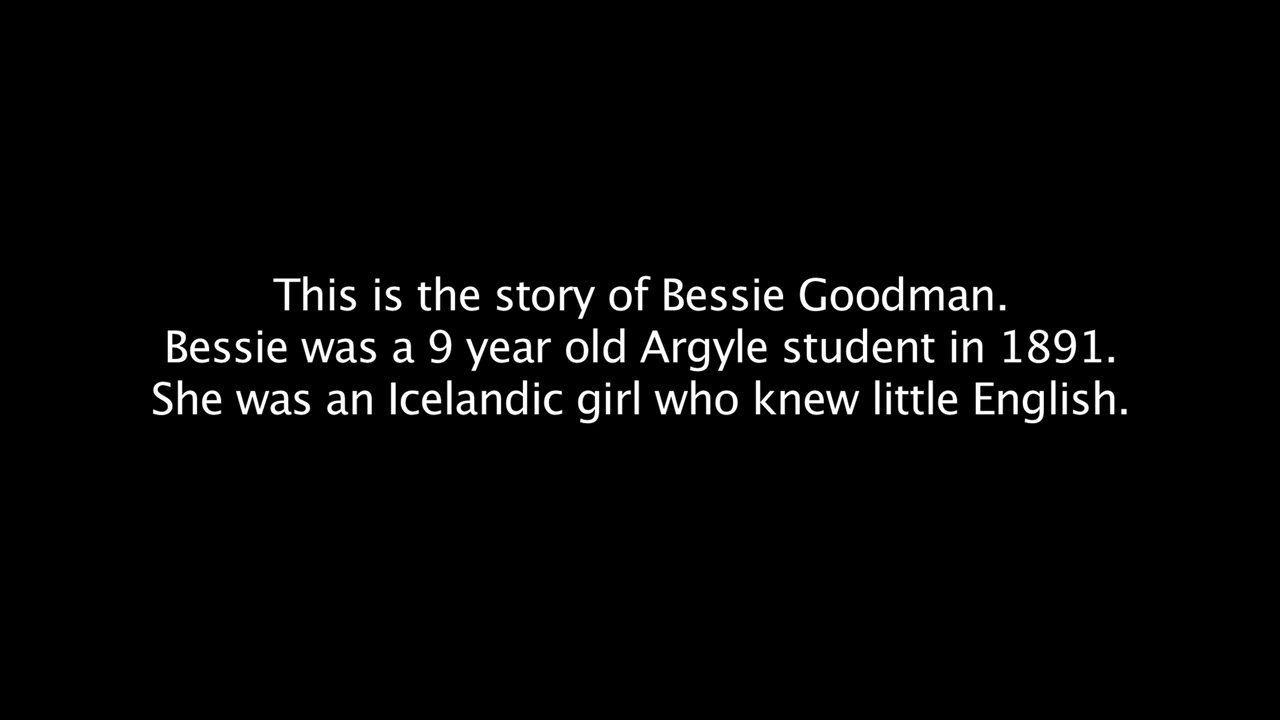 This is the story of Bessie Goodman.
Bessie was a 9 year old Argyle student in 1891.
She was an Icelandic girl who knew little English.